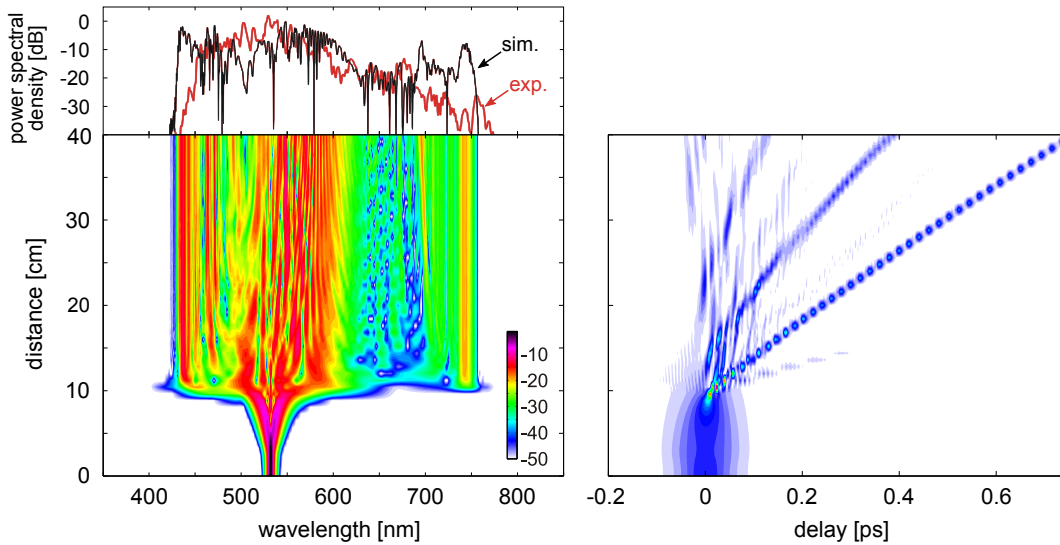 power spectral
density [dB]
0
-10
-20
-30
sim.
exp.
distance [cm]
40
30
20
10
0
-10
-20
-30
-40
-50
400 500 600 700 800
wavelength [nm]
-0.2 0 0.2 0.4 0.6
delay [ps]